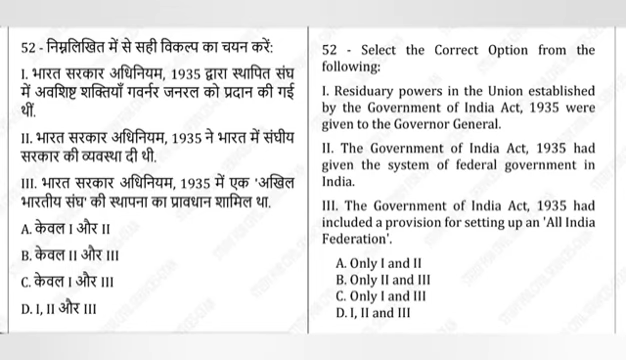 52 - निम्नलिखित में से सही विकल्प का चयन करें:
I. भारत सरकार अधिनियम, 1935 द्वारा स्थापित संघ
में अवशिष्ट शक्तियाँ गवर्नर जनरल को प्रदान की गई
थीं.
II. भारत सरकार अधिनियम, 1935 ने भारत में संघीय
सरकार की व्यवस्था दी थी.
III. भारत सरकार अधिनियम, 1935 में एक 'अखिल
भारतीय संघ' की स्थापना का प्रावधान शामिल था.
A. केवल I और II
B. केवल II और III
C. केवल I और III
D. I, II और III
52 - Select the Correct Option from the
following:
I. Residuary powers in the Union established
by the Government of India Act, 1935 were
given to the Governor General.
II. The Government of India Act, 1935 had
given the system of federal government in
India.
III. The Government of India Act, 1935 had
included a provision for setting up an 'All India
Federation'.
A. Only I and II
B. Only II and III
C. Only I and III
D. I, II and III